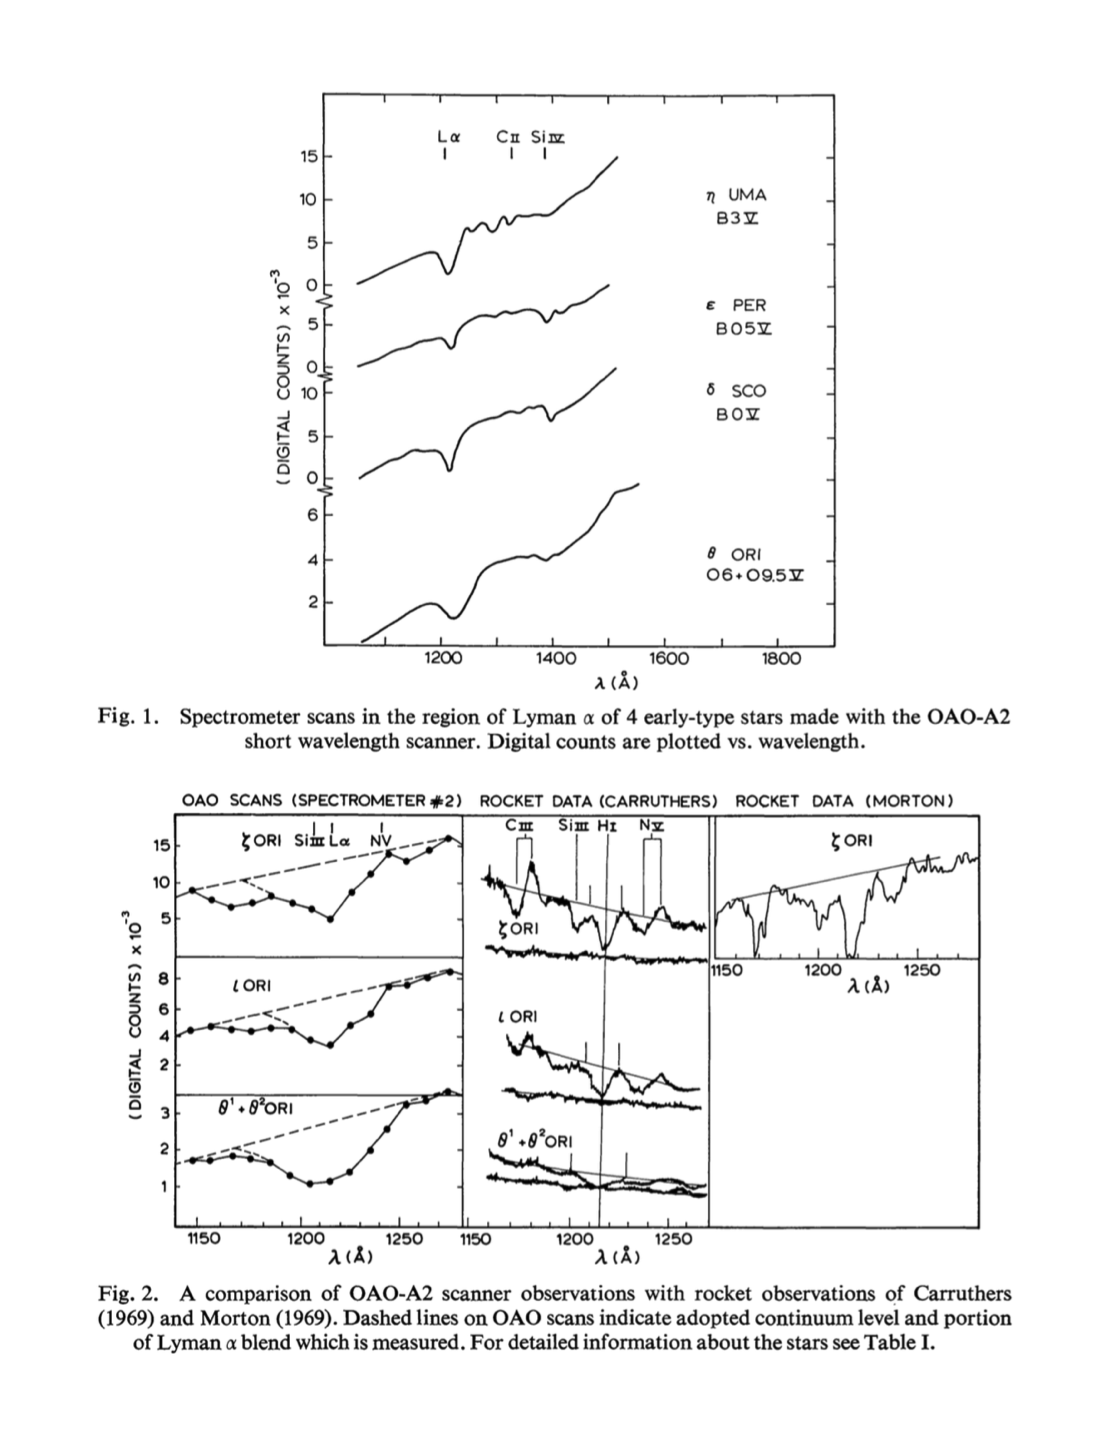 Lα CII SiIV
15
10
5
0
η UMA
B3V
5
0
ε PER
B05V
10
5
0
δ SCO
B0V
6
4
2
θ ORI
O6+O9.5V
(DIGITAL COUNTS) x 10⁻³
1200 1400 1600 1800
λ (Å)
Fig. 1. Spectrometer scans in the region of Lyman α of 4 early-type stars made with the OAO-A2
short wavelength scanner. Digital counts are plotted vs. wavelength.
OAO SCANS (SPECTROMETER #2) ROCKET DATA (CARRUTHERS) ROCKET DATA (MORTON)
ζ ORI SiIII Lα NV
15
10
5
ι ORI
8
6
4
2
θ¹ + θ² ORI
3
2
1
(DIGITAL COUNTS) x 10⁻³
1150 1200 1250
λ (Å)
CIII SiIII HI NV
ζ ORI
ι ORI
θ¹ + θ² ORI
1150 1200 1250
λ (Å)
ζ ORI
1150 1200 1250
λ (Å)
Fig. 2. A comparison of OAO-A2 scanner observations with rocket observations of Carruthers
(1969) and Morton (1969). Dashed lines on OAO scans indicate adopted continuum level and portion
of Lyman α blend which is measured. For detailed information about the stars see Table I.